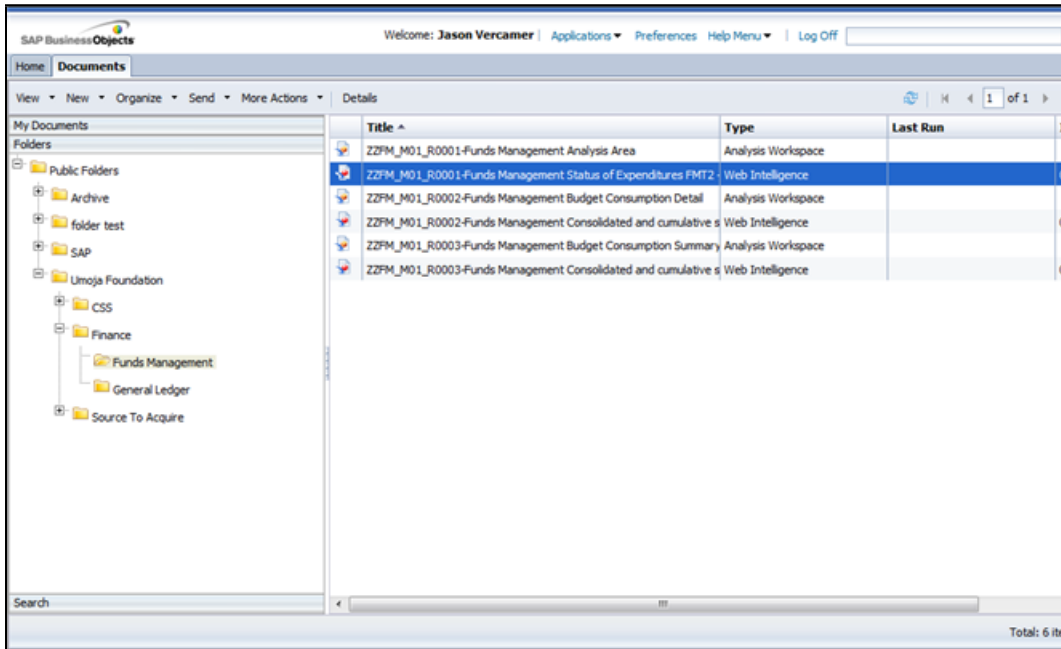 SAP BusinessObjects
Welcome: Jason Vercamer | Applications Preferences Help Menu | Log Off
Home Documents
View New Organize Send More Actions Details 1 of 1
My Documents
Folders
Public Folders
Archive
folder test
SAP
Umoja Foundation
CSS
Finance
Funds Management
General Ledger
Source To Acquire
Search
Title Type Last Run
ZZFM_M01_R0001-Funds Management Analysis Area Analysis Workspace
ZZFM_M01_R0001-Funds Management Status of Expenditures FMT2 - Web Intelligence
ZZFM_M01_R0002-Funds Management Budget Consumption Detail Analysis Workspace
ZZFM_M01_R0002-Funds Management Consolidated and cumulative s Web Intelligence
ZZFM_M01_R0003-Funds Management Budget Consumption Summary Analysis Workspace
ZZFM_M01_R0003-Funds Management Consolidated and cumulative s Web Intelligence
Total: 6 ite